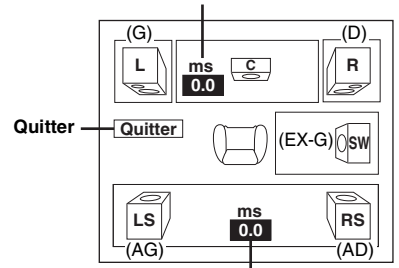 (G) (D)
L ms C R
0.0
Quitter Quitter (EX-G) SW
LS ms RS
0.0
(AG) (AD)